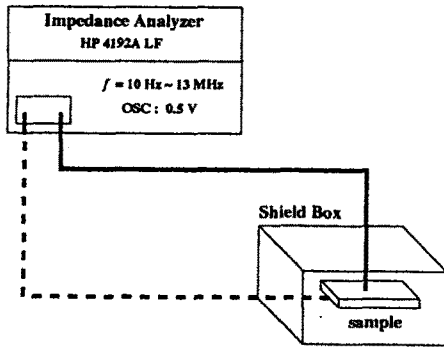 Impedance Analyzer
HP 4192A LF
f = 10 Hz ~ 13 MHz
OSC : 0.5 V
Shield Box
sample